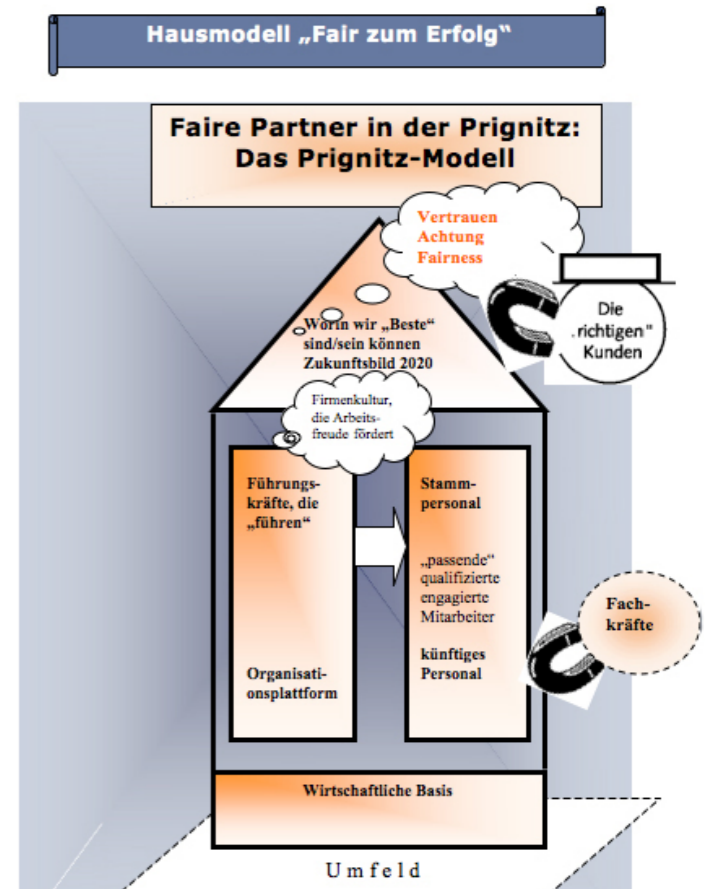 Hausmodell „Fair zum Erfolg“
Faire Partner in der Prignitz:
Das Prignitz-Modell
Vertrauen
Achtung
Fairness
Die
„richtigen"
Kunden
Worin wir „Beste“
sind/sein können
Zukunftsbild 2020
Firmenkultur,
die Arbeits-
freude fördert
Führungs-
kräfte, die
„führen“
Organisati-
onsplattform
Stamm-
personal
„passende“
qualifizierte
engagierte
Mitarbeiter
künftiges
Personal
Fach-
kräfte
Wirtschaftliche Basis
Umfeld